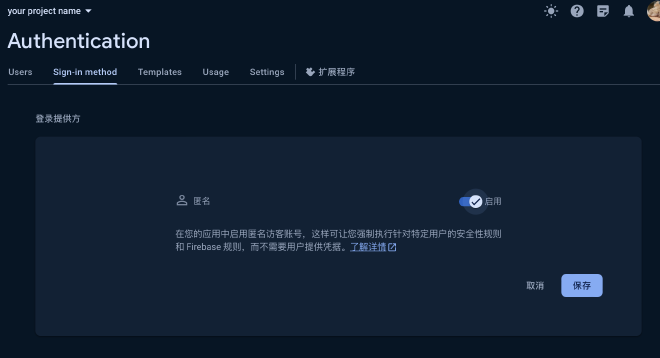 your project name
Authentication
Users Sign-in method Templates Usage Settings 扩展程序
登录提供方
匿名 启用
在您的应用中启用匿名访客账号，这样可让您强制执行针对特定用户的安全性规则
和 Firebase 规则，而不需要用户提供凭据。了解详情
取消 保存